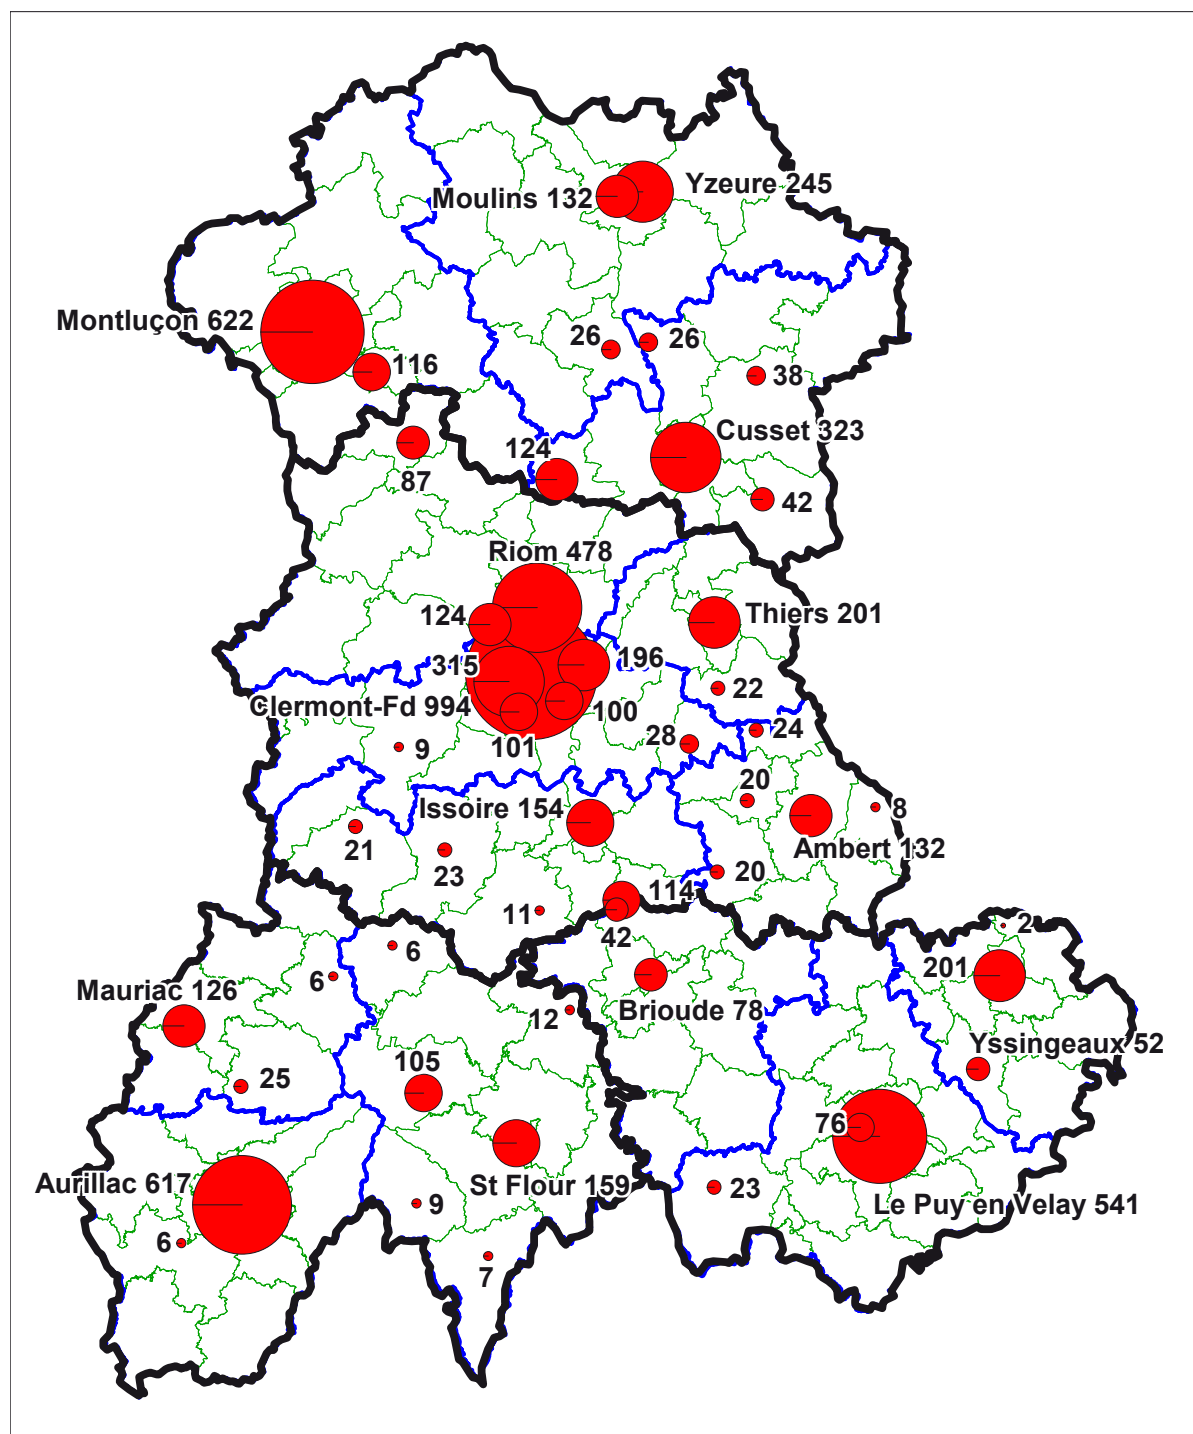 Yzeure 245
Moulins 132
Montluçon 622
116
26
26
38
Cusset 323
124
87
42
Riom 478
124
Thiers 201
315
196
22
Clermont-Fd 994
100
101
28
24
9
20
Issoire 154
8
21
23
Ambert 132
20
114
11
42
2
6
6
201
Mauriac 126
12
Brioude 78
Yssingeaux 52
105
25
76
Aurillac 617
St Flour 159
23
9
Le Puy en Velay 541
6
7